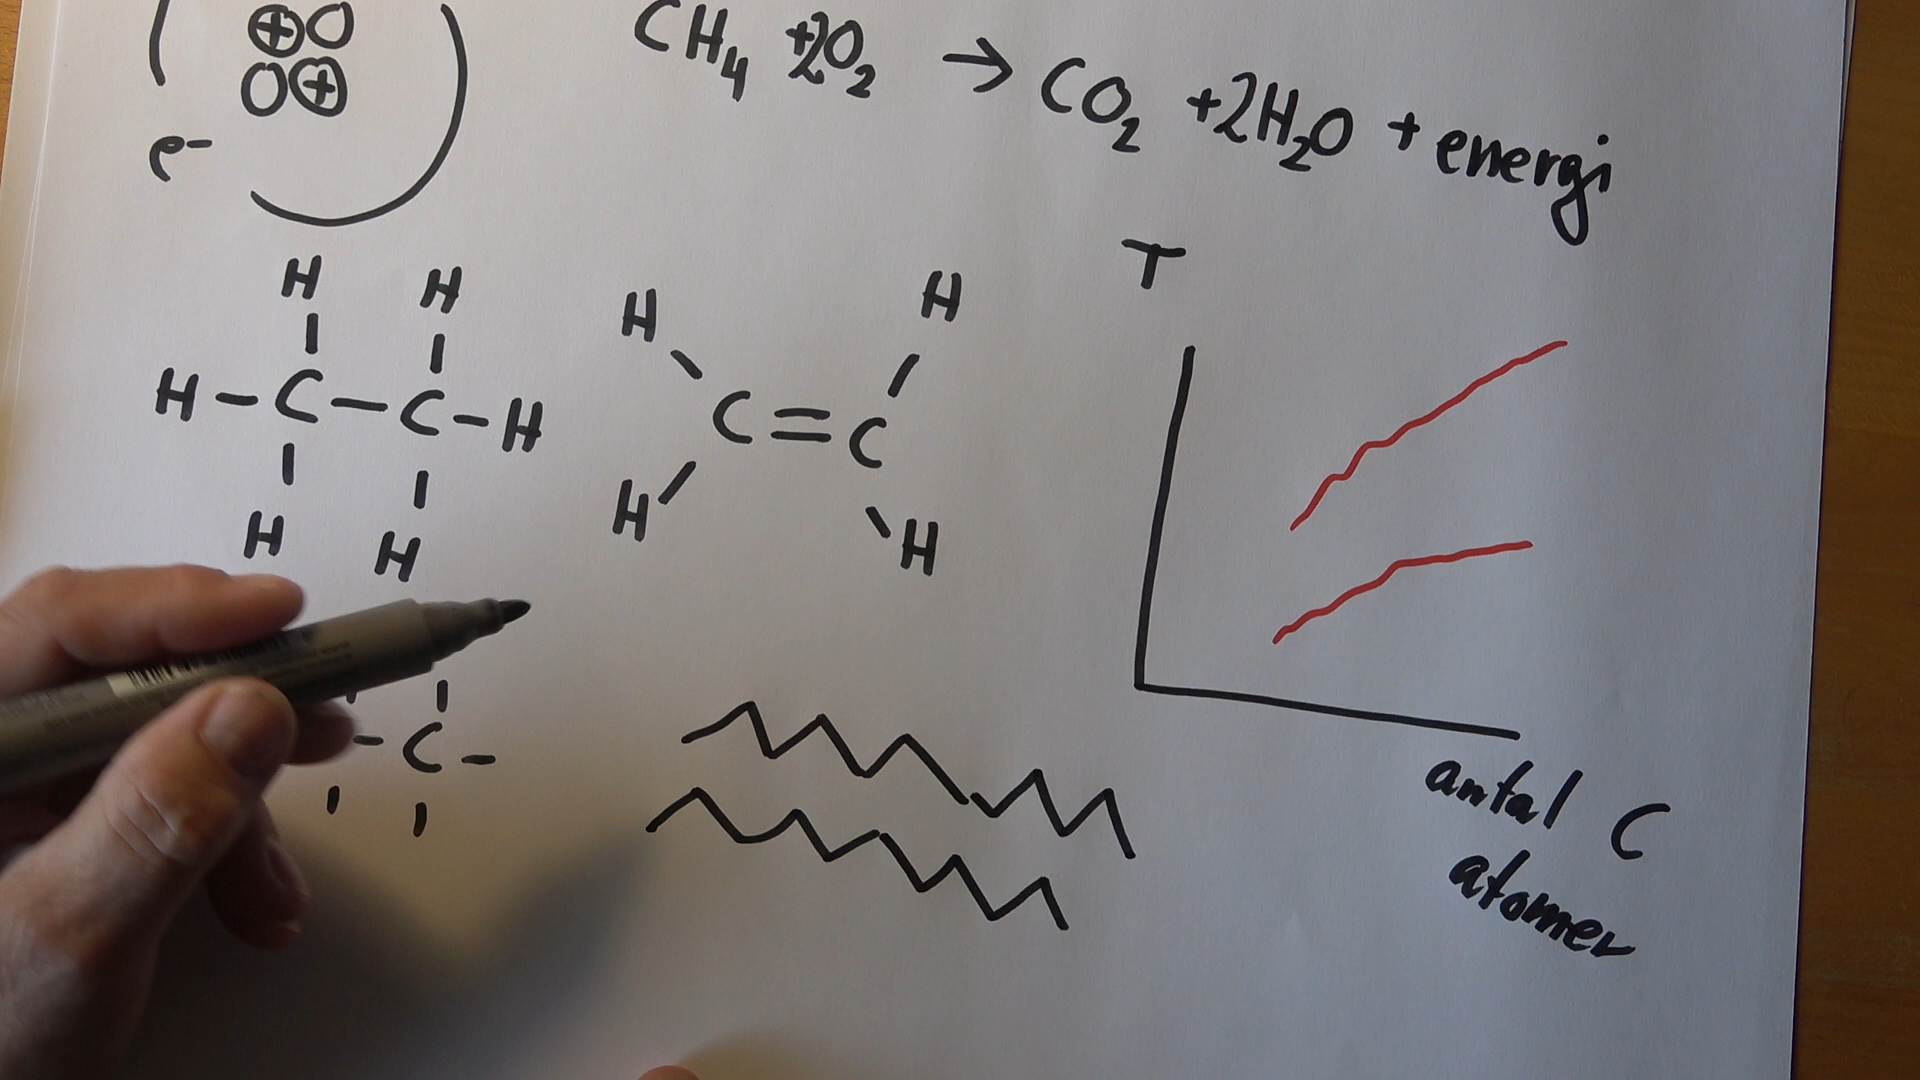 CH₄ +2O₂ → CO₂ +2H₂O + energi
e-
H H
H-C-C-H
H H
H H
C=C
H H
T
-C-
antal C
atomer